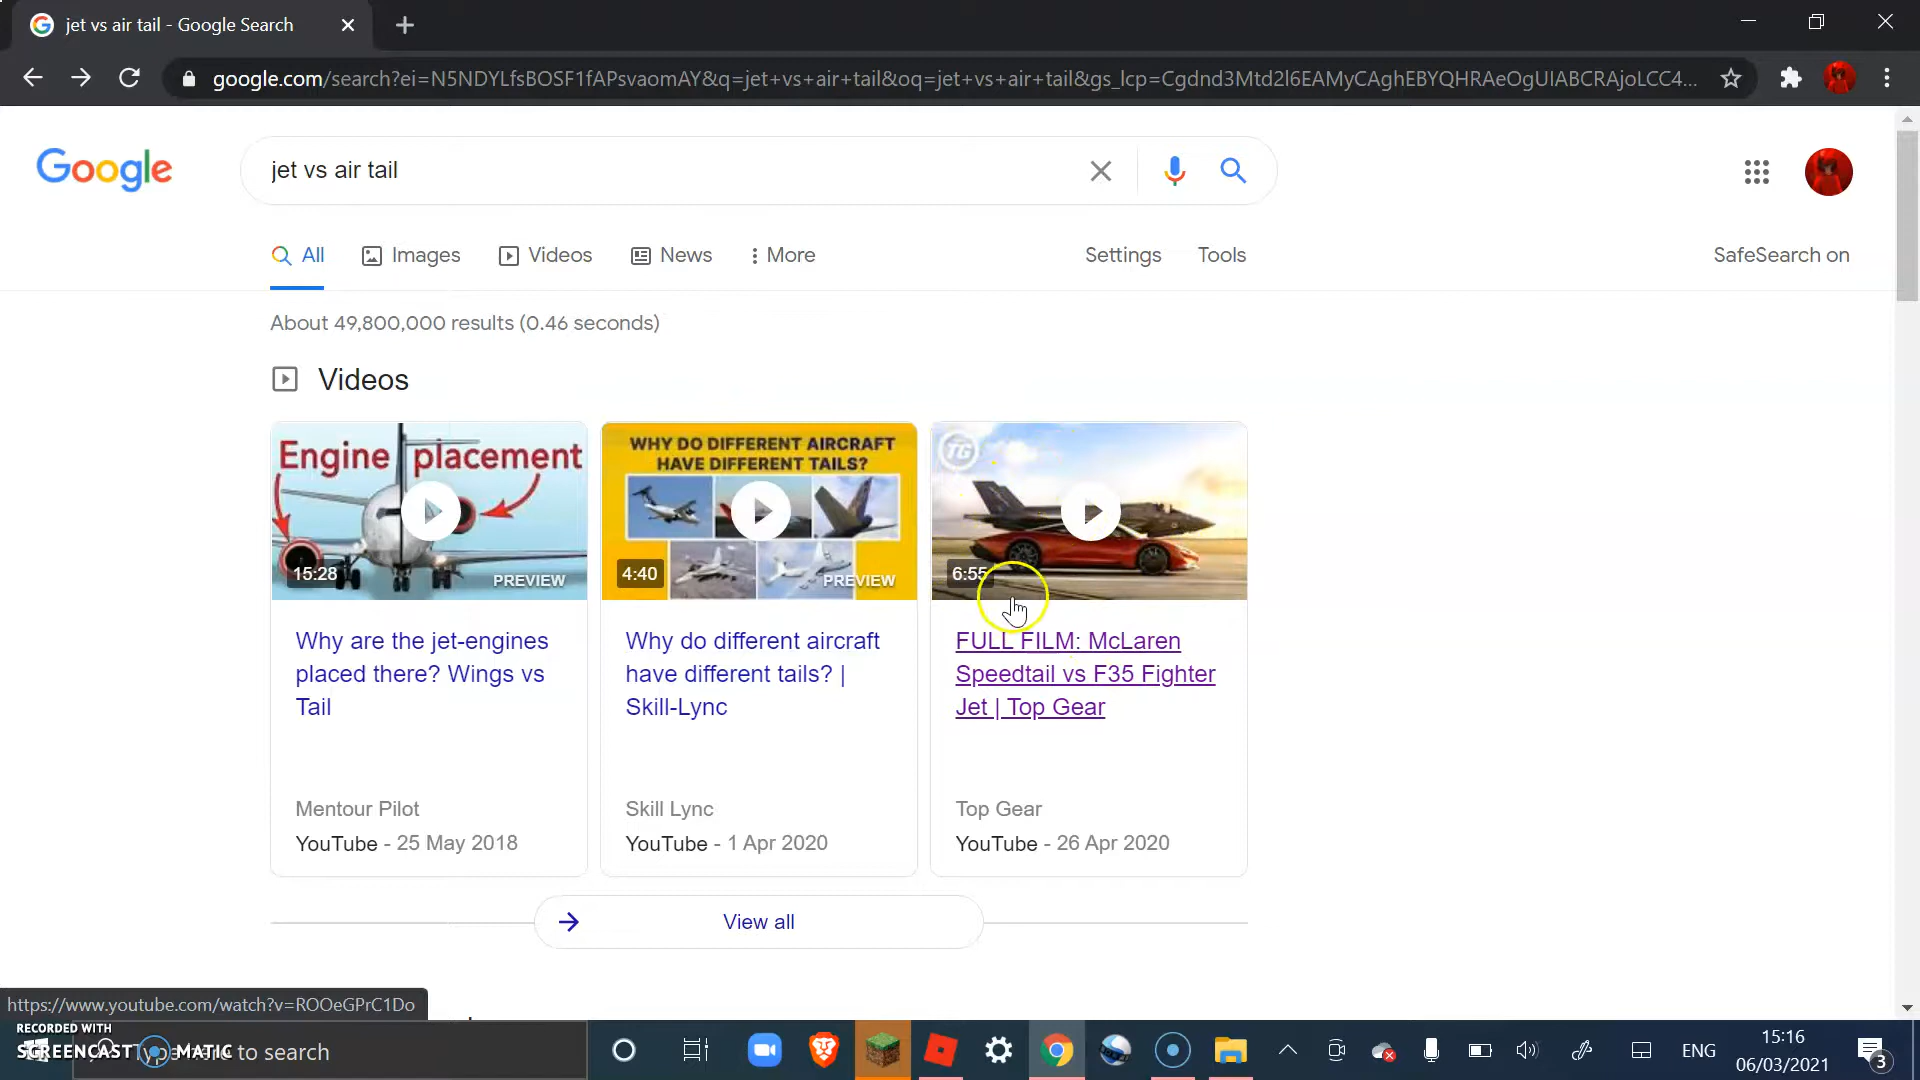 jet vs air tail - Google Search
google.com/search?ei=N5NDYLfsBOSF1fAPsvaomAY&q=jet+vs+air+tail&oq=jet+vs+air+tail&gs_lcp=Cgdnd3Mtd2l6EAMyCAghEBYQHRAeOgUIABCRAjoLCC4...
Google
jet vs air tail
All Images Videos News More Settings Tools SafeSearch on
About 49,800,000 results (0.46 seconds)
Videos
Engine placement
15:28
PREVIEW
WHY DO DIFFERENT AIRCRAFT
HAVE DIFFERENT TAILS?
4:40
PREVIEW
TG
6:55
Why are the jet-engines
placed there? Wings vs
Tail
Mentour Pilot
YouTube - 25 May 2018
Why do different aircraft
have different tails? |
Skill-Lync
Skill Lync
YouTube - 1 Apr 2020
FULL FILM: McLaren
Speedtail vs F35 Fighter
Jet | Top Gear
Top Gear
YouTube - 26 Apr 2020
View all
https://www.youtube.com/watch?v=ROOeGPrC1Do
RECORDED WITH
SCREENCAST MATIC
to search
ENG
15:16
06/03/2021
3